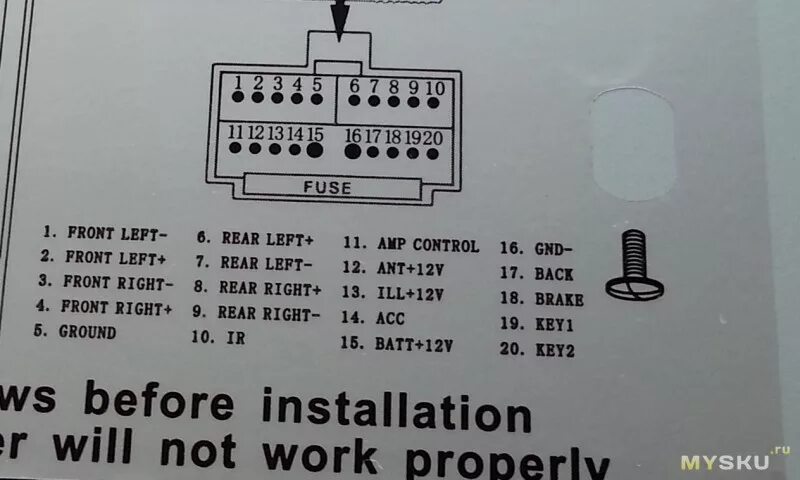 1 2 3 4 5 6 7 8 9 10
11 12 13 14 15 16 17 18 19 20
FUSE
1. FRONT LEFT-
2. FRONT LEFT+
3. FRONT RIGHT-
4. FRONT RIGHT+
5. GROUND
6. REAR LEFT+
7. REAR LEFT-
8. REAR RIGHT+
9. REAR RIGHT-
10. IR
11. AMP CONTROL
12. ANT+12V
13. ILL+12V
14. ACC
15. BATT+12V
16. GND-
17. BACK
18. BRAKE
19. KEY1
20. KEY2
ws before installation
er will not work properly
MYSKU.ru